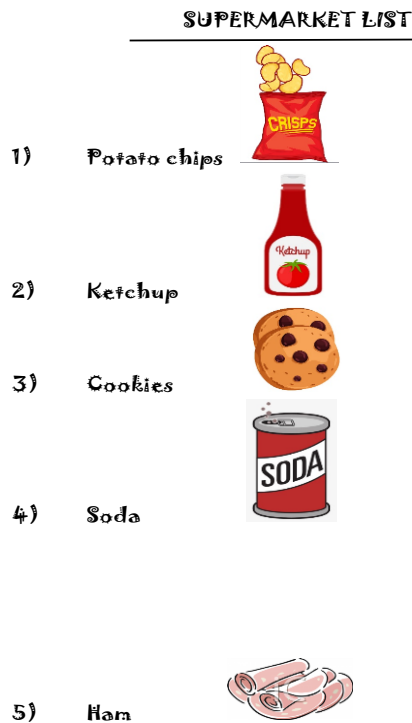 SUPERMARKET LIST
CRISPS
1) Potato chips
Ketchup
2) Ketchup
3) Cookies
SODA
4) Soda
5) Ham